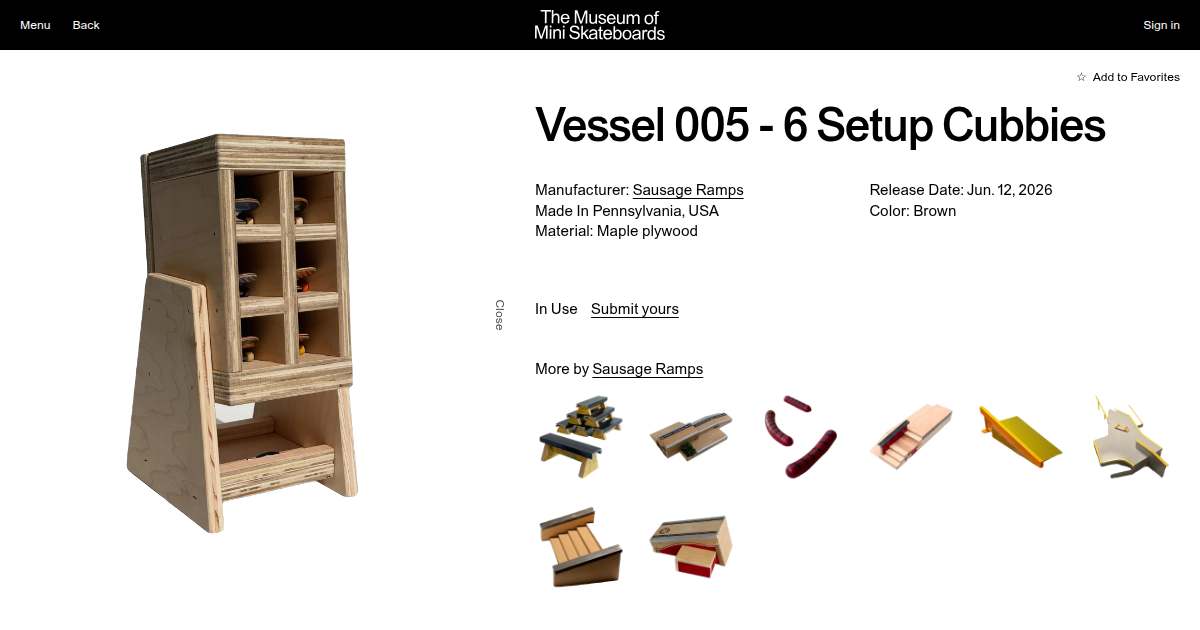 Menu
Back
The Museum of
Mini Skateboards
Sign in
☆ Add to Favorites
Vessel 005 - 6 Setup Cubbies
Manufacturer: Sausage Ramps
Made In Pennsylvania, USA
Material: Maple plywood
Release Date: Jun. 12, 2026
Color: Brown
Close
In Use
Submit yours
More by Sausage Ramps